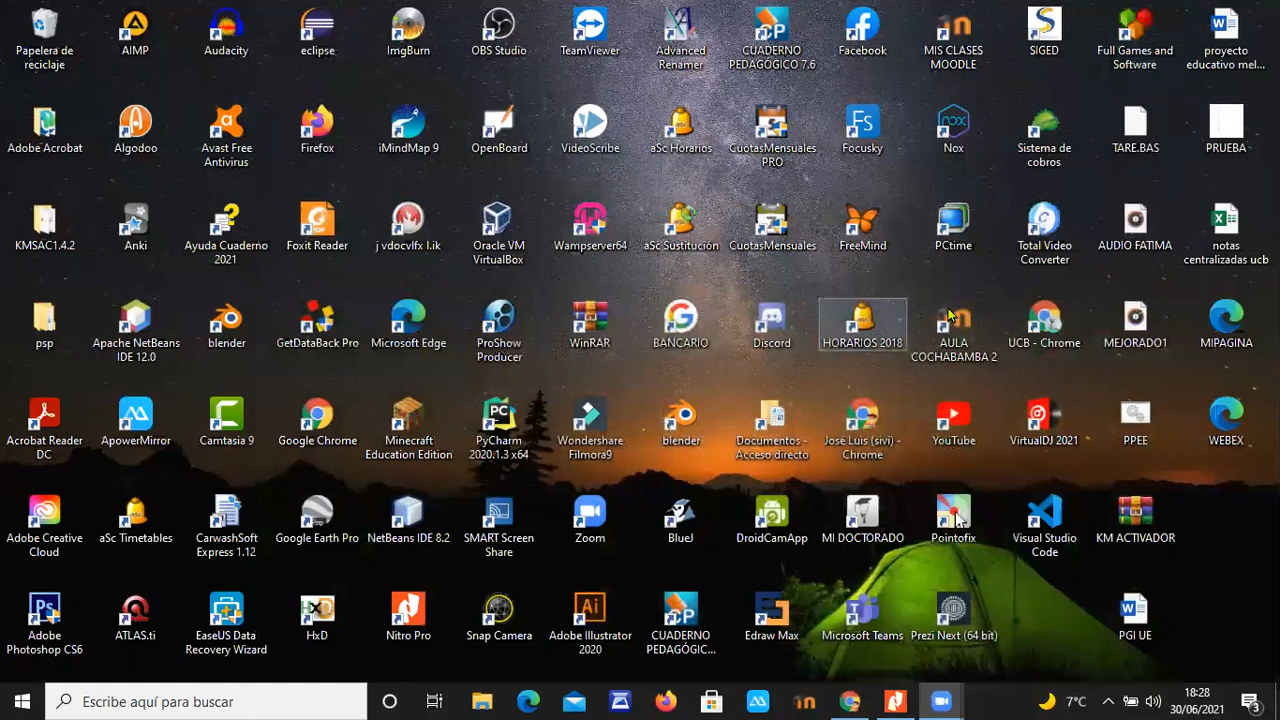 Papelera de
reciclaje
AIMP
Audacity
eclipse
ImgBurn
OBS Studio
TeamViewer
Advanced
Renamer
CUADERNO
PEDAGÓGICO 7.6
Facebook
MIS CLASES
MOODLE
SIGED
Full Games and
Software
proyecto
educativo mel...
Adobe Acrobat
Algodoo
Avast Free
Antivirus
Firefox
iMindMap 9
OpenBoard
VideoScribe
aSc Horarios
CuotasMensuales
PRO
Focusky
Nox
Sistema de
cobros
TARE.BAS
PRUEBA
KMSAC1.4.2
Anki
Ayuda Cuaderno
2021
Foxit Reader
j vdocvlfx l.ik
Oracle VM
VirtualBox
Wampserver64
aSc Sustitución
CuotasMensuales
FreeMind
PCtime
Total Video
Converter
AUDIO FATIMA
notas
centralizadas ucb
psp
Apache NetBeans
IDE 12.0
blender
GetDataBack Pro
Microsoft Edge
ProShow
Producer
WinRAR
BANCARIO
Discord
HORARIOS 2018
AULA
COCHABAMBA 2
UCB - Chrome
MEJORADO1
MIPAGINA
Acrobat Reader
DC
ApowerMirror
Camtasia 9
Google Chrome
Minecraft
Education Edition
PyCharm
2020.1.3 x64
Wondershare
Filmora9
blender
Documentos -
Acceso directo
José Luis (sivi) -
Chrome
YouTube
VirtualDJ 2021
PPEE
WEBEX
Adobe Creative
Cloud
aSc Timetables
CarwashSoft
Express 1.12
Google Earth Pro
NetBeans IDE 8.2
SMART Screen
Share
Zoom
BlueJ
DroidCamApp
MI DOCTORADO
Pointofix
Visual Studio
Code
KM ACTIVADOR
Adobe
Photoshop CS6
ATLAS.ti
EaseUS Data
Recovery Wizard
HxD
Nitro Pro
Snap Camera
Adobe Illustrator
2020
CUADERNO
PEDAGÓGIC...
Edraw Max
Microsoft Teams
Prezi Next (64 bit)
PGI UE
Escribe aquí para buscar
7°C
18:28
30/06/2021
3